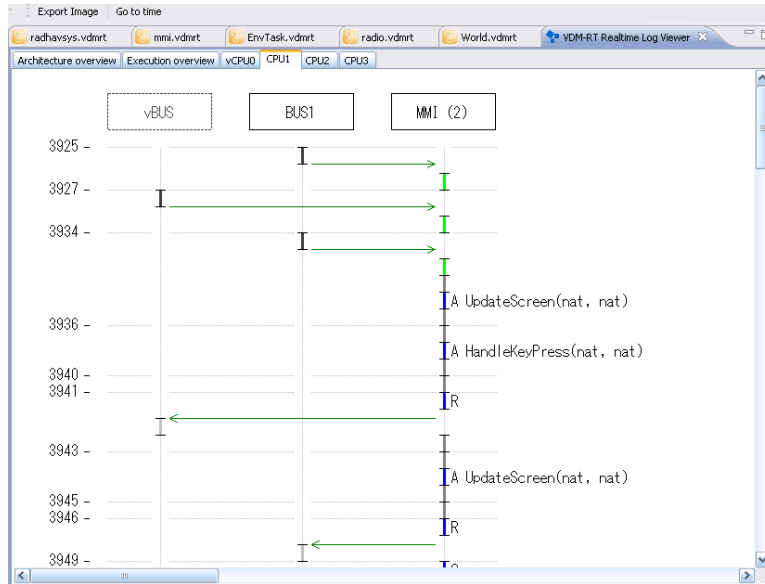 Export Image Go to time
radhavsys.vdmrt mmi.vdmrt EnvTask.vdmrt radio.vdmrt World.vdmrt VDM-RT Realtime Log Viewer
Architecture overview Execution overview vCPU0 CPU1 CPU2 CPU3
vBUS BUS1 MMI (2)
3925
3927
3934
A UpdateScreen(nat, nat)
3936
A HandleKeyPress(nat, nat)
3940
3941
R
3943
A UpdateScreen(nat, nat)
3945
3946
R
3949